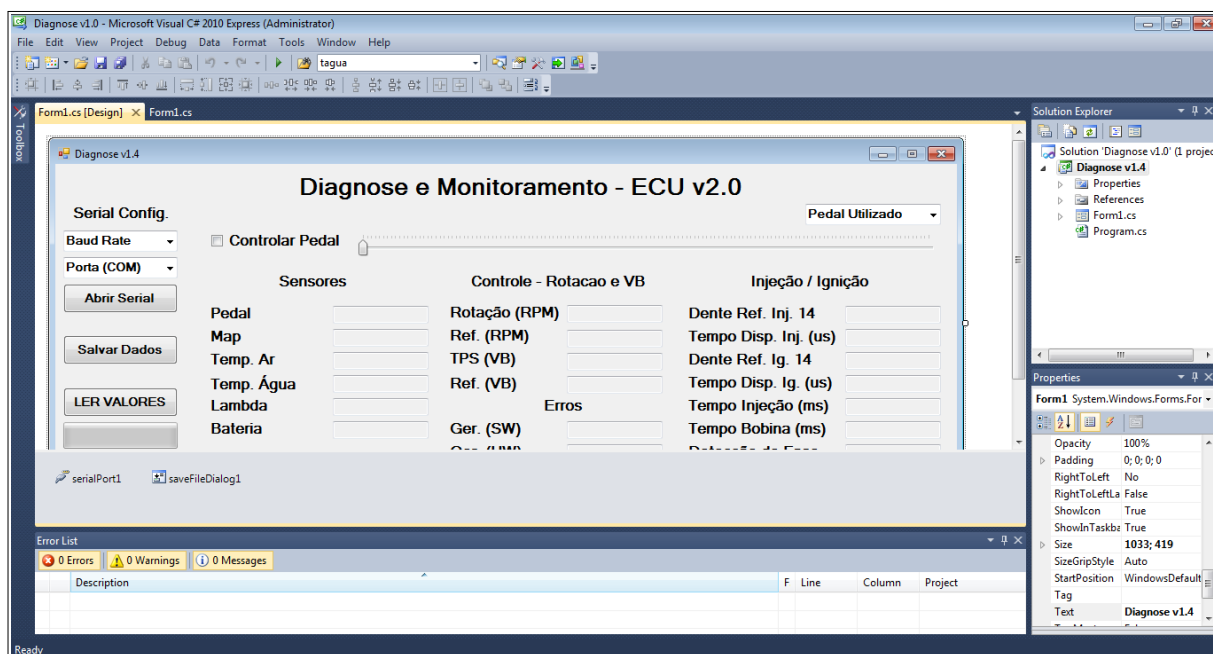 Diagnose v1.0 - Microsoft Visual C# 2010 Express (Administrator)
File Edit View Project Debug Data Format Tools Window Help
tagua
Toolbox
Form1.cs [Design] Form1.cs
Diagnose v1.4
Diagnose e Monitoramento - ECU v2.0
Serial Config.
Pedal Utilizado
Baud Rate
Controlar Pedal
Porta (COM)
Abrir Serial
Salvar Dados
LER VALORES
Sensores
Pedal
Map
Temp. Ar
Temp. Água
Lambda
Bateria
Controle - Rotacao e VB
Rotação (RPM)
Ref. (RPM)
TPS (VB)
Ref. (VB)
Erros
Ger. (SW)
Injeção / Ignição
Dente Ref. Inj. 14
Tempo Disp. Inj. (us)
Dente Ref. Ig. 14
Tempo Disp. Ig. (us)
Tempo Injeção (ms)
Tempo Bobina (ms)
serialPort1 saveFileDialog1
Error List
0 Errors 0 Warnings 0 Messages
Description F Line Column Project
Solution Explorer
Solution 'Diagnose v1.0' (1 projec
Diagnose v1.4
Properties
References
Form1.cs
Program.cs
Properties
Form1 System.Windows.Forms.For
Opacity 100%
Padding 0; 0; 0; 0
RightToLeft No
RightToLeftLa False
ShowIcon True
ShowInTaskba True
Size 1033; 419
SizeGripStyle Auto
StartPosition WindowsDefault
Tag
Text Diagnose v1.4
Ready